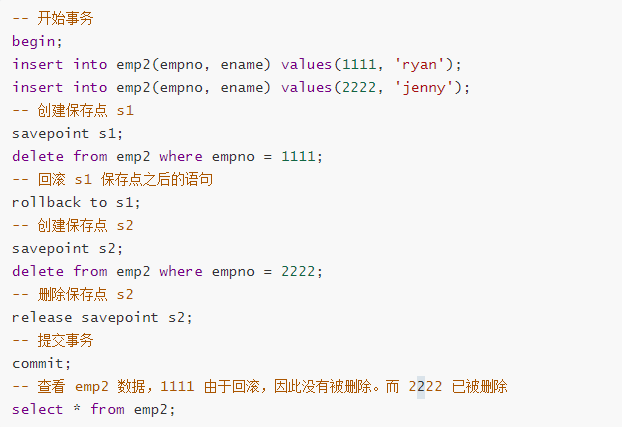 -- 开始事务
begin;
insert into emp2(empno, ename) values(1111, 'ryan');
insert into emp2(empno, ename) values(2222, 'jenny');
-- 创建保存点 s1
savepoint s1;
delete from emp2 where empno = 1111;
-- 回滚 s1 保存点之后的语句
rollback to s1;
-- 创建保存点 s2
savepoint s2;
delete from emp2 where empno = 2222;
-- 删除保存点 s2
release savepoint s2;
-- 提交事务
commit;
-- 查看 emp2 数据，1111 由于回滚，因此没有被删除。而 2222 已被删除
select * from emp2;